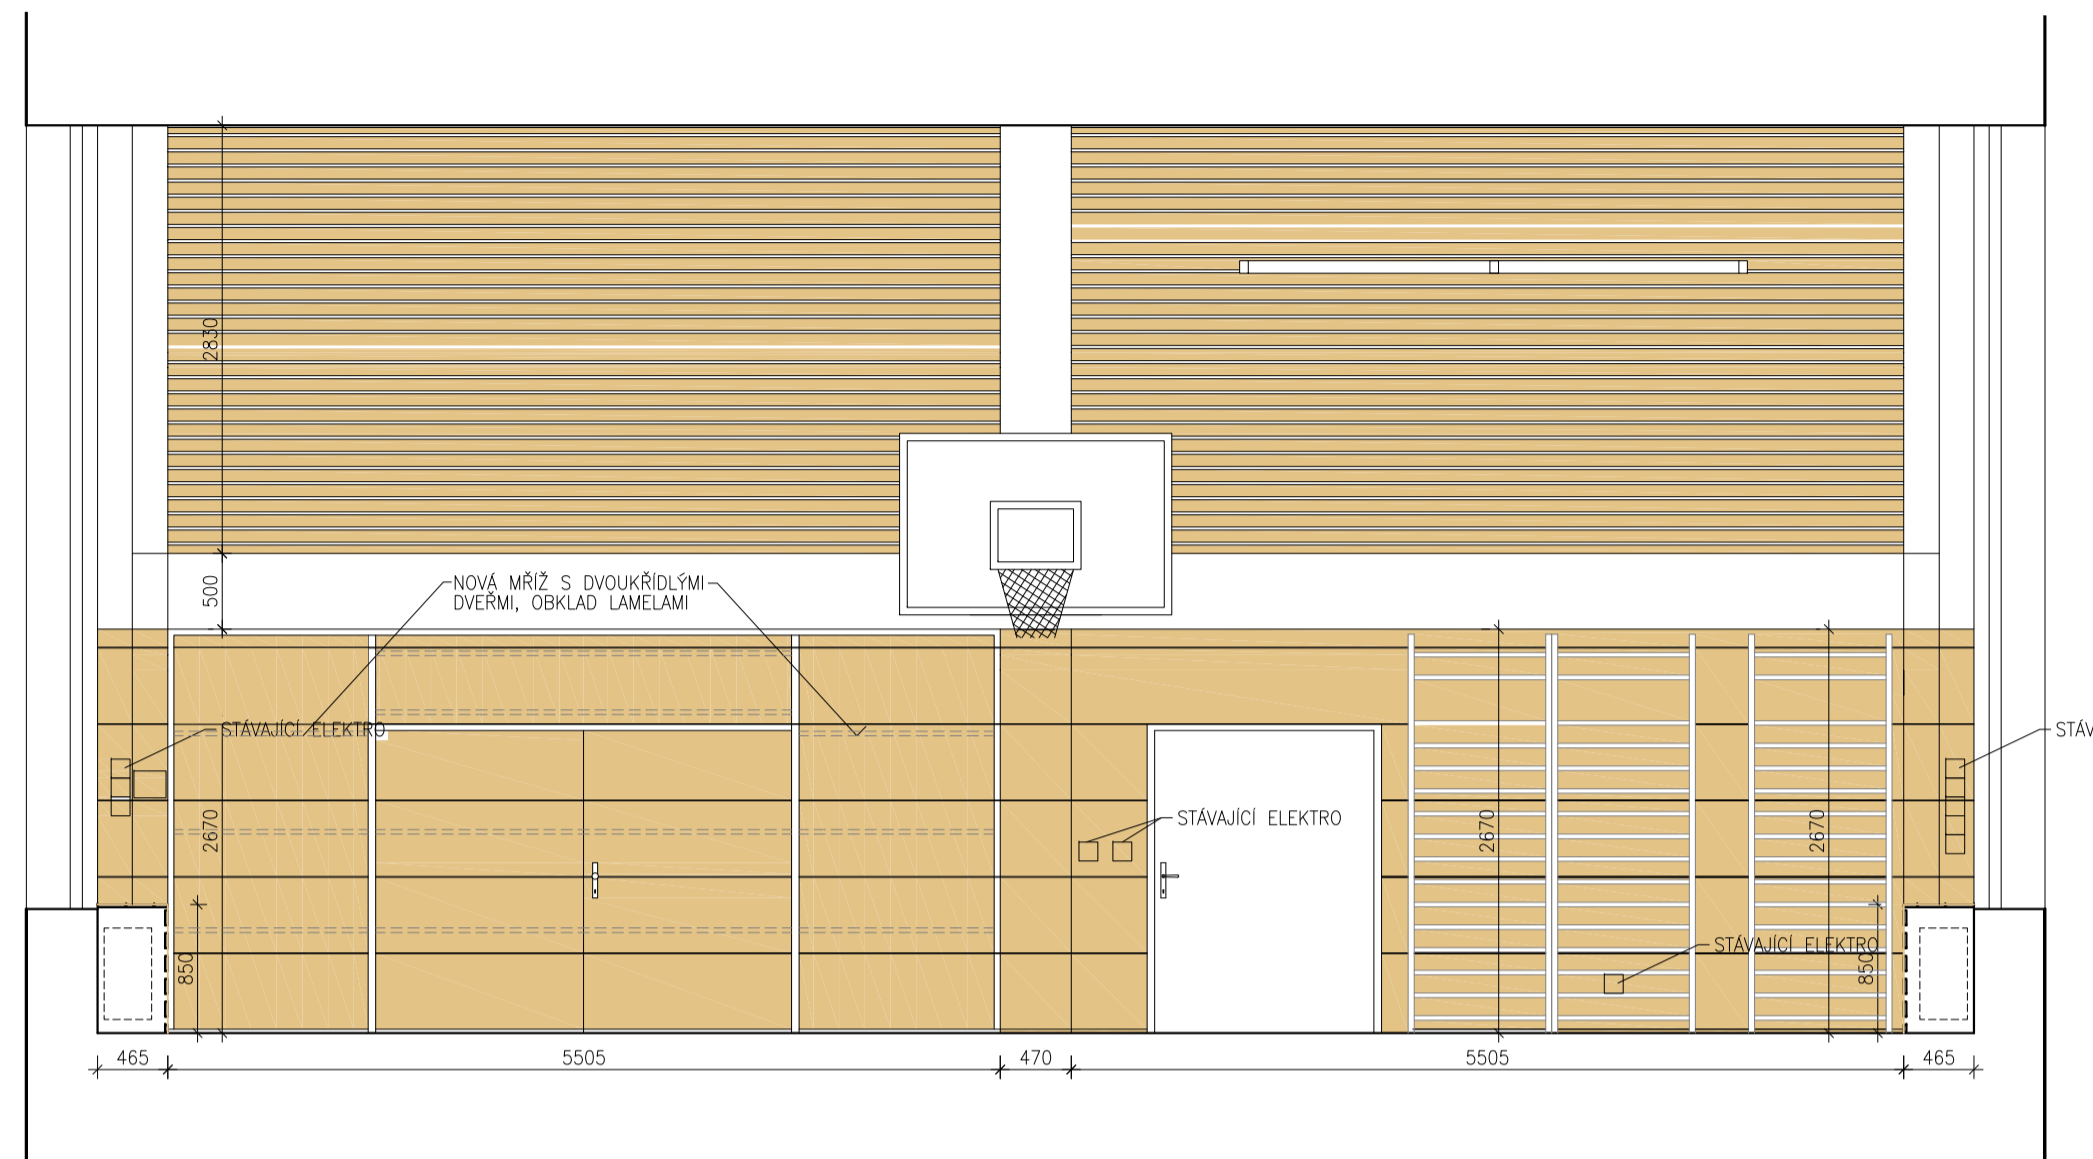 2830
500
NOVÁ MŘÍŽ S DVOUKŘÍDLÝMI
DVEŘMI, OBKLAD LAMELAMI
STÁVAJÍCÍ ELEKTRO
STÁV
2670
STÁVAJÍCÍ ELEKTRO
2670
2670
850
STÁVAJÍCÍ ELEKTRO
850
465
5505
470
5505
465